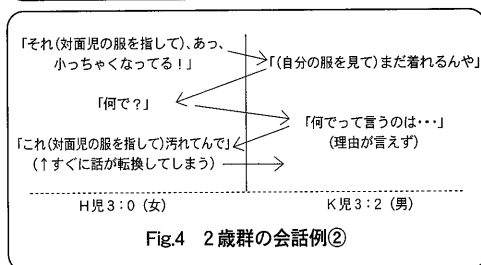 「それ(対面児の服を指して)、あっ、
小っちゃくなってる!」
「(自分の服を見て)まだ着れるんや」
「何で?」
「何でって言うのは・・・」
(理由が言えず)
「これ(対面児の服を指して)汚れてんで」
(↑すぐに話が転換してしまう)
H児3:0(女)
K児3:2(男)
Fig.4 2歳群の会話例②